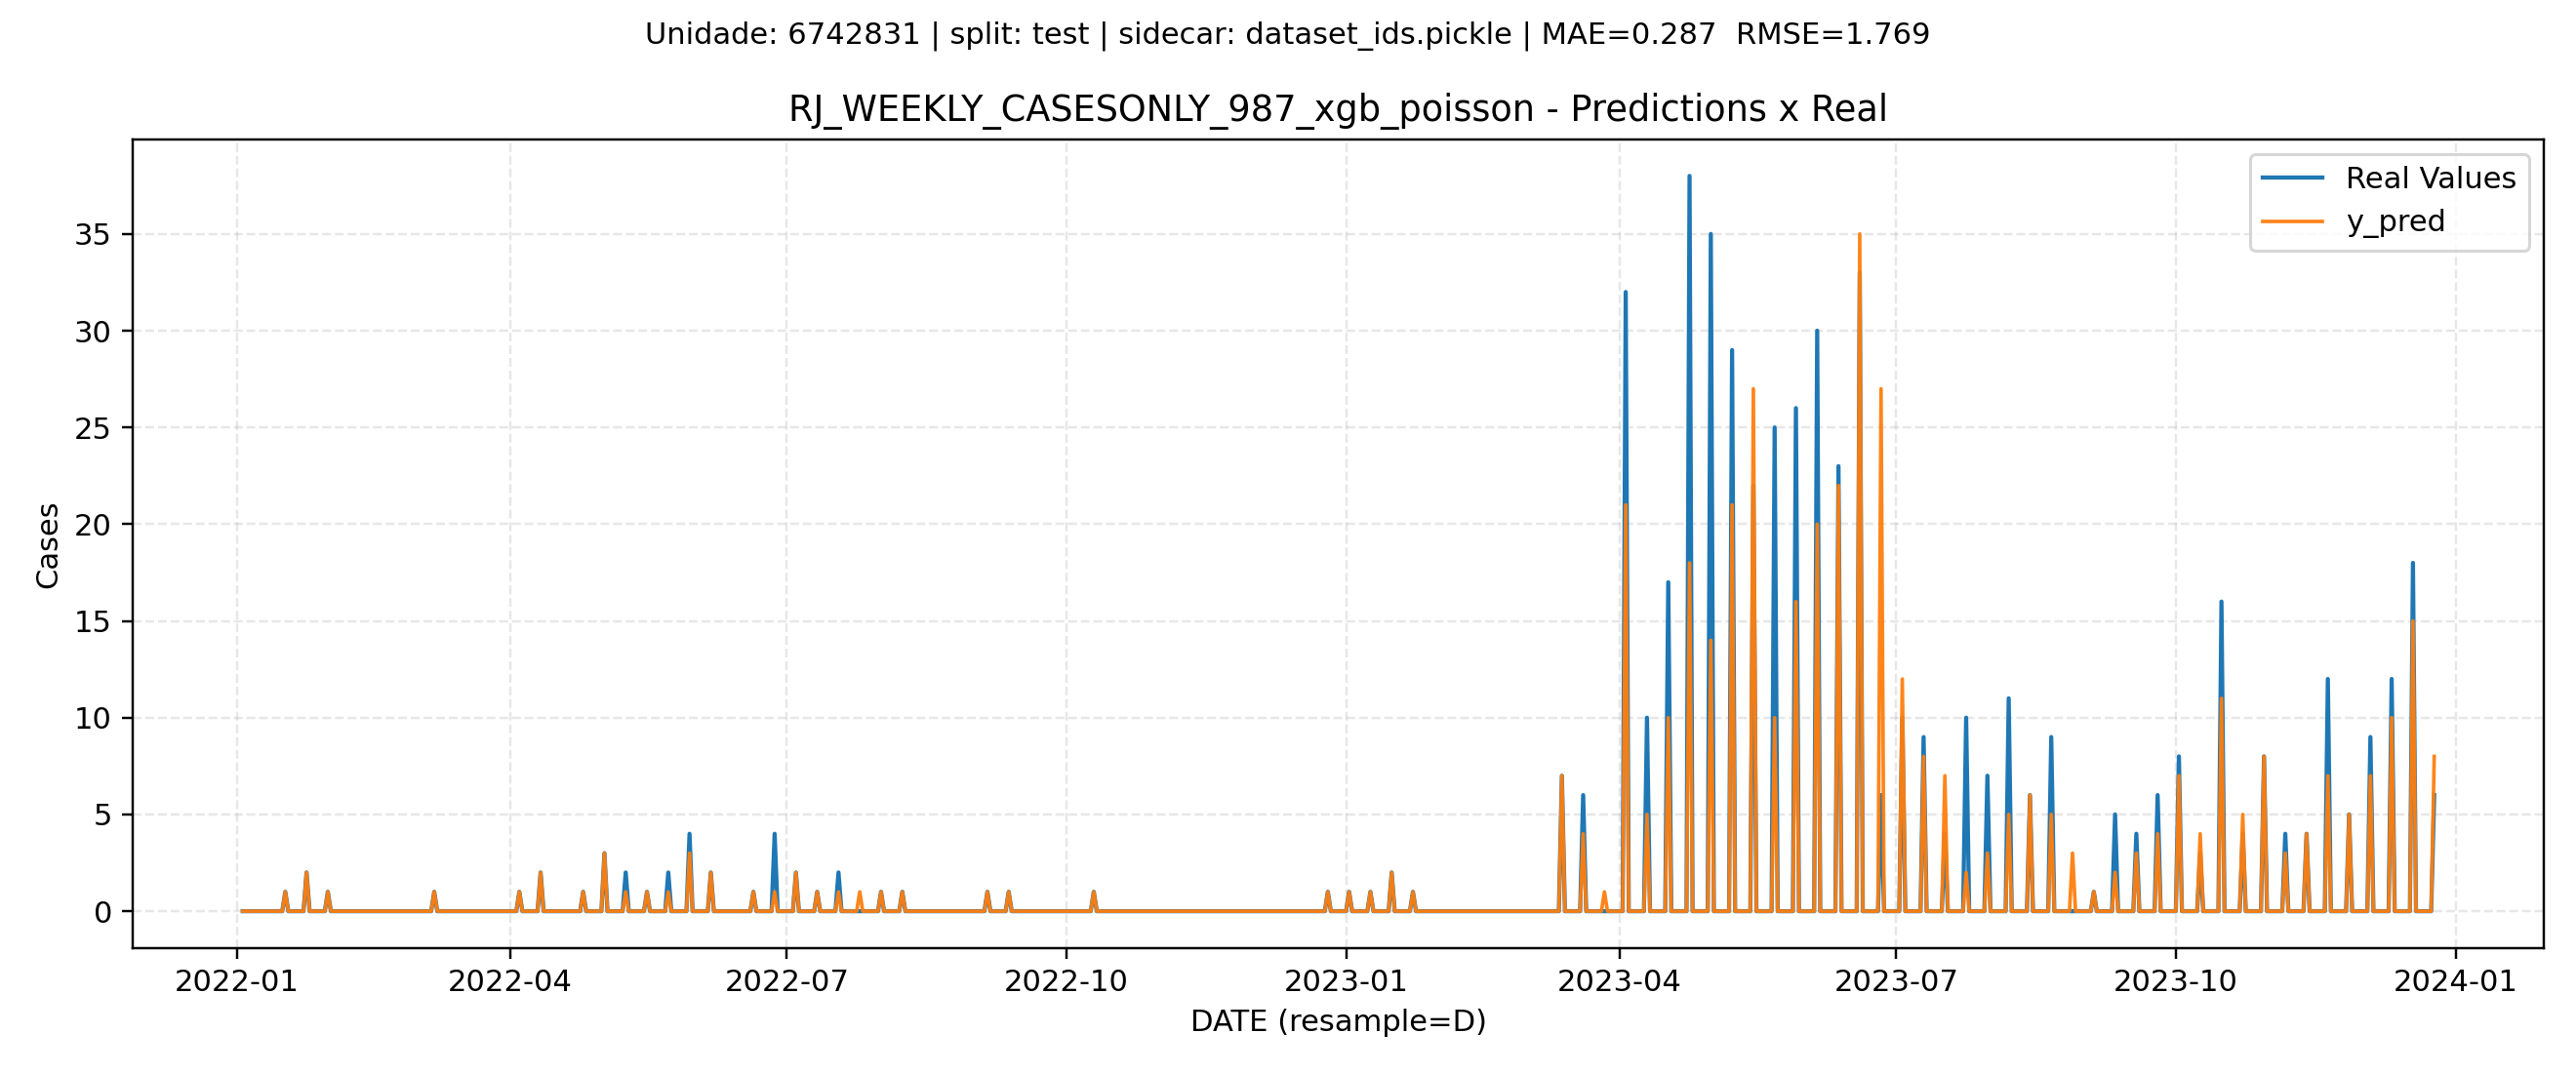 Unidade: 6742831 | split: test | sidecar: dataset_ids.pickle | MAE=0.287  RMSE=1.769
RJ_WEEKLY_CASESONLY_987_xgb_poisson - Predictions x Real
Real Values
y_pred
Cases
35
30
25
20
15
10
5
0
2022-01 2022-04 2022-07 2022-10 2023-01 2023-04 2023-07 2023-10 2024-01
DATE (resample=D)